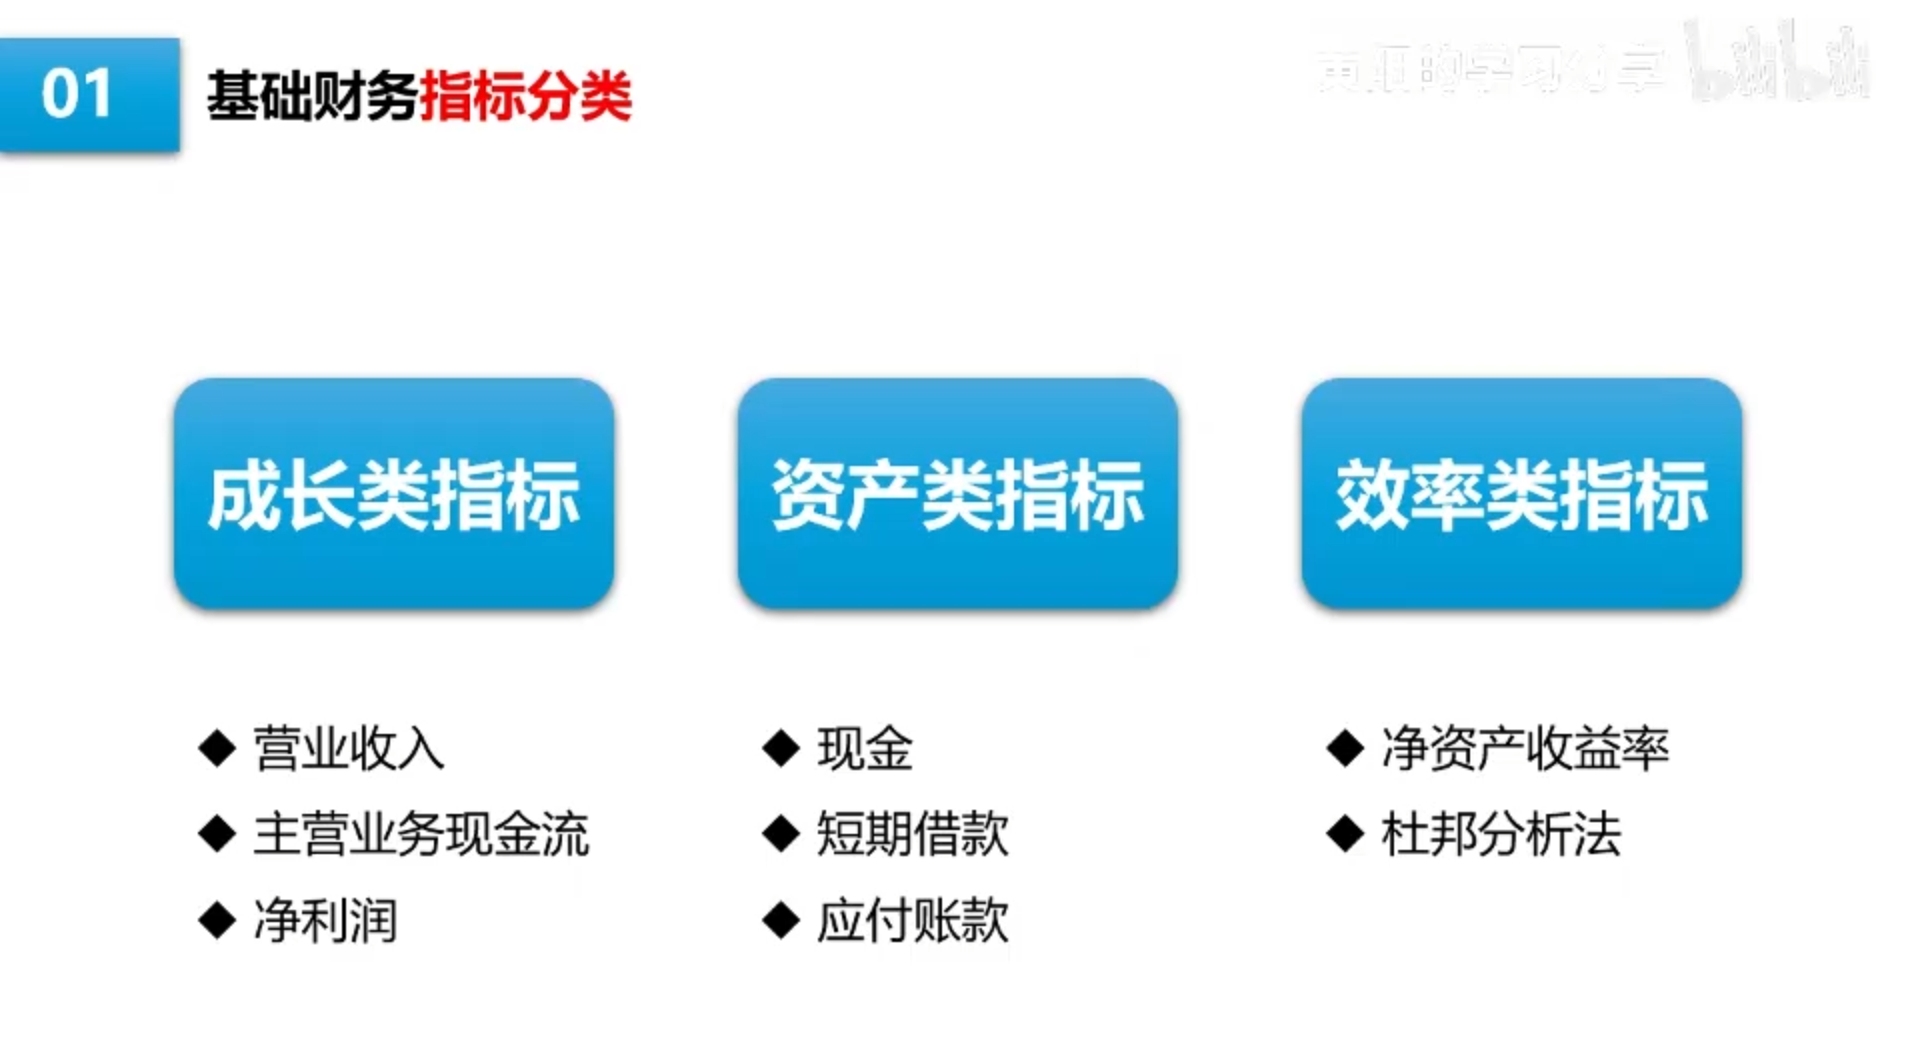 01
基础财务指标分类
bilibili
成长类指标
◆ 营业收入
◆ 主营业务现金流
◆ 净利润
资产类指标
◆ 现金
◆ 短期借款
◆ 应付账款
效率类指标
◆ 净资产收益率
◆ 杜邦分析法